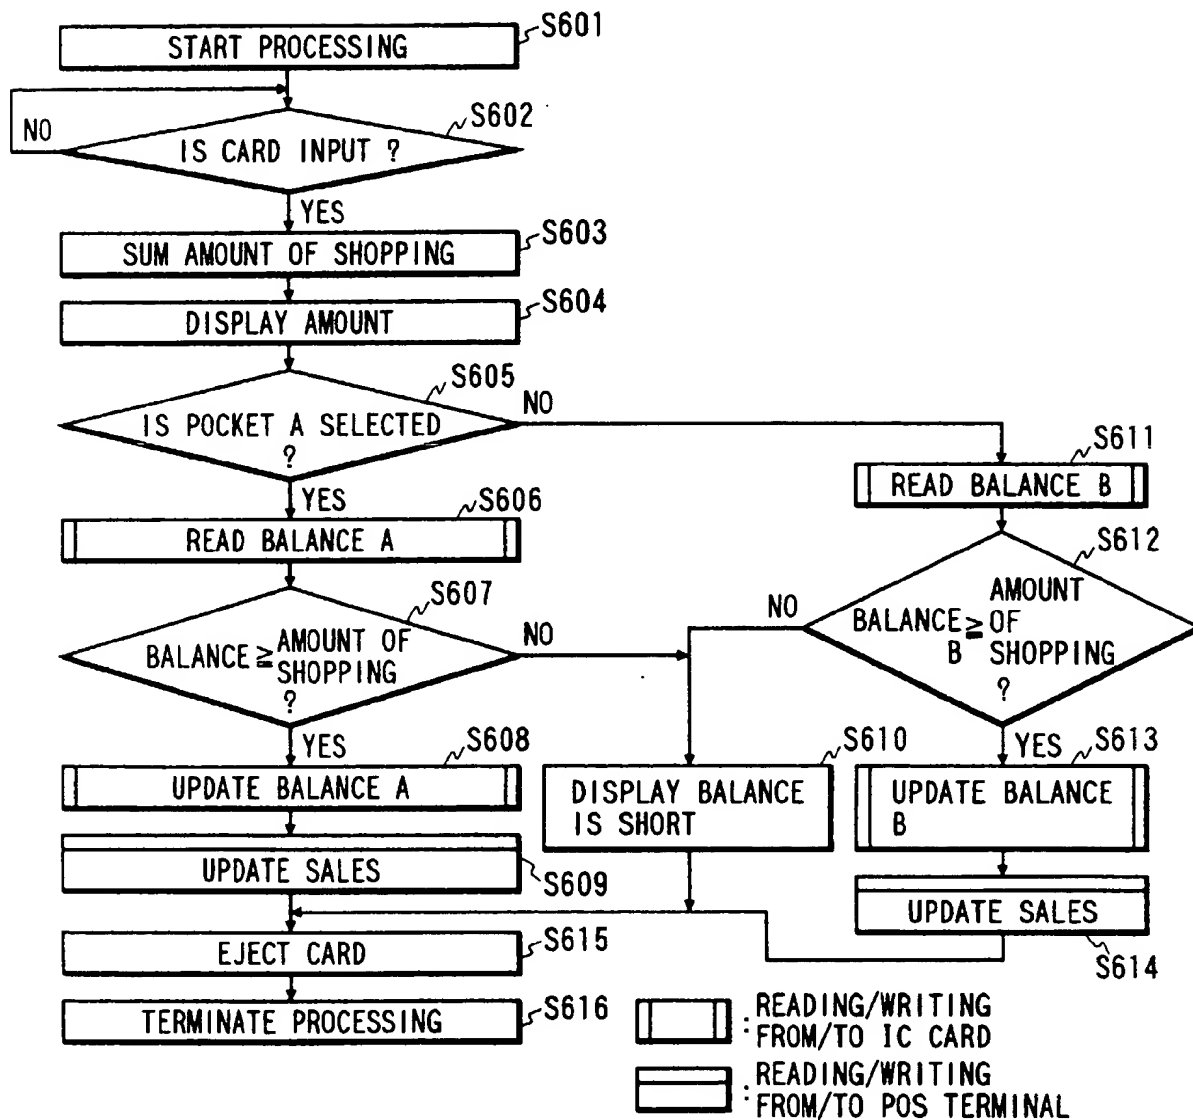 START PROCESSING
S601
NO
IS CARD INPUT ?
S602
YES
SUM AMOUNT OF SHOPPING
S603
DISPLAY AMOUNT
S604
IS POCKET A SELECTED
?
S605
NO
YES
READ BALANCE A
S606
READ BALANCE B
S611
BALANCE ≧ AMOUNT OF
SHOPPING
?
S607
NO
YES
BALANCE
B
≧
AMOUNT
OF
SHOPPING
?
S612
NO
YES
UPDATE BALANCE A
S608
DISPLAY BALANCE
IS SHORT
S610
UPDATE BALANCE
B
S613
UPDATE SALES
S609
UPDATE SALES
S614
EJECT CARD
S615
TERMINATE PROCESSING
S616
: READING/WRITING
FROM/TO IC CARD
: READING/WRITING
FROM/TO POS TERMINAL